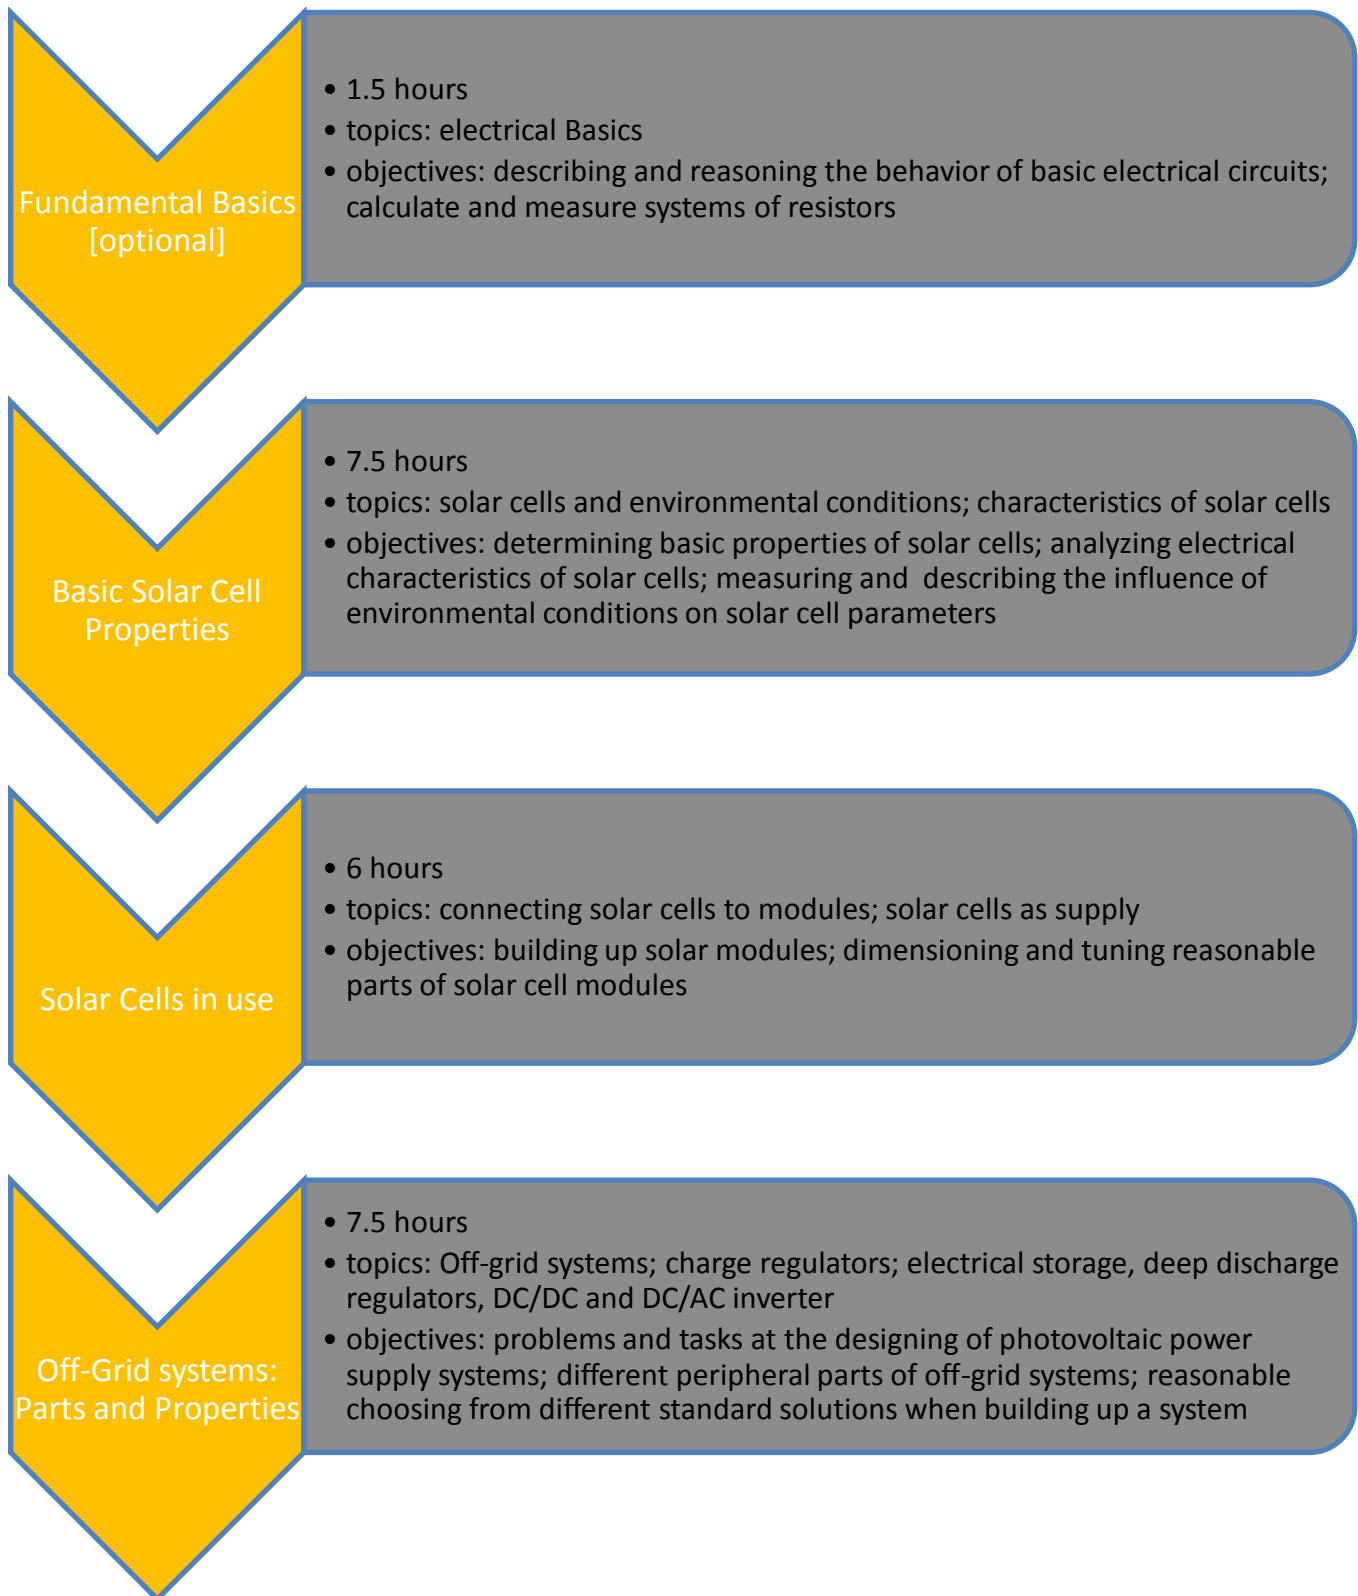 Fundamental Basics
[optional]
• 1.5 hours
• topics: electrical Basics
• objectives: describing and reasoning the behavior of basic electrical circuits;
calculate and measure systems of resistors
Basic Solar Cell
Properties
• 7.5 hours
• topics: solar cells and environmental conditions; characteristics of solar cells
• objectives: determining basic properties of solar cells; analyzing electrical
characteristics of solar cells; measuring and  describing the influence of
environmental conditions on solar cell parameters
Solar Cells in use
• 6 hours
• topics: connecting solar cells to modules; solar cells as supply
• objectives: building up solar modules; dimensioning and tuning reasonable
parts of solar cell modules
Off-Grid systems:
Parts and Properties
• 7.5 hours
• topics: Off-grid systems; charge regulators; electrical storage, deep discharge
regulators, DC/DC and DC/AC inverter
• objectives: problems and tasks at the designing of photovoltaic power
supply systems; different peripheral parts of off-grid systems; reasonable
choosing from different standard solutions when building up a system